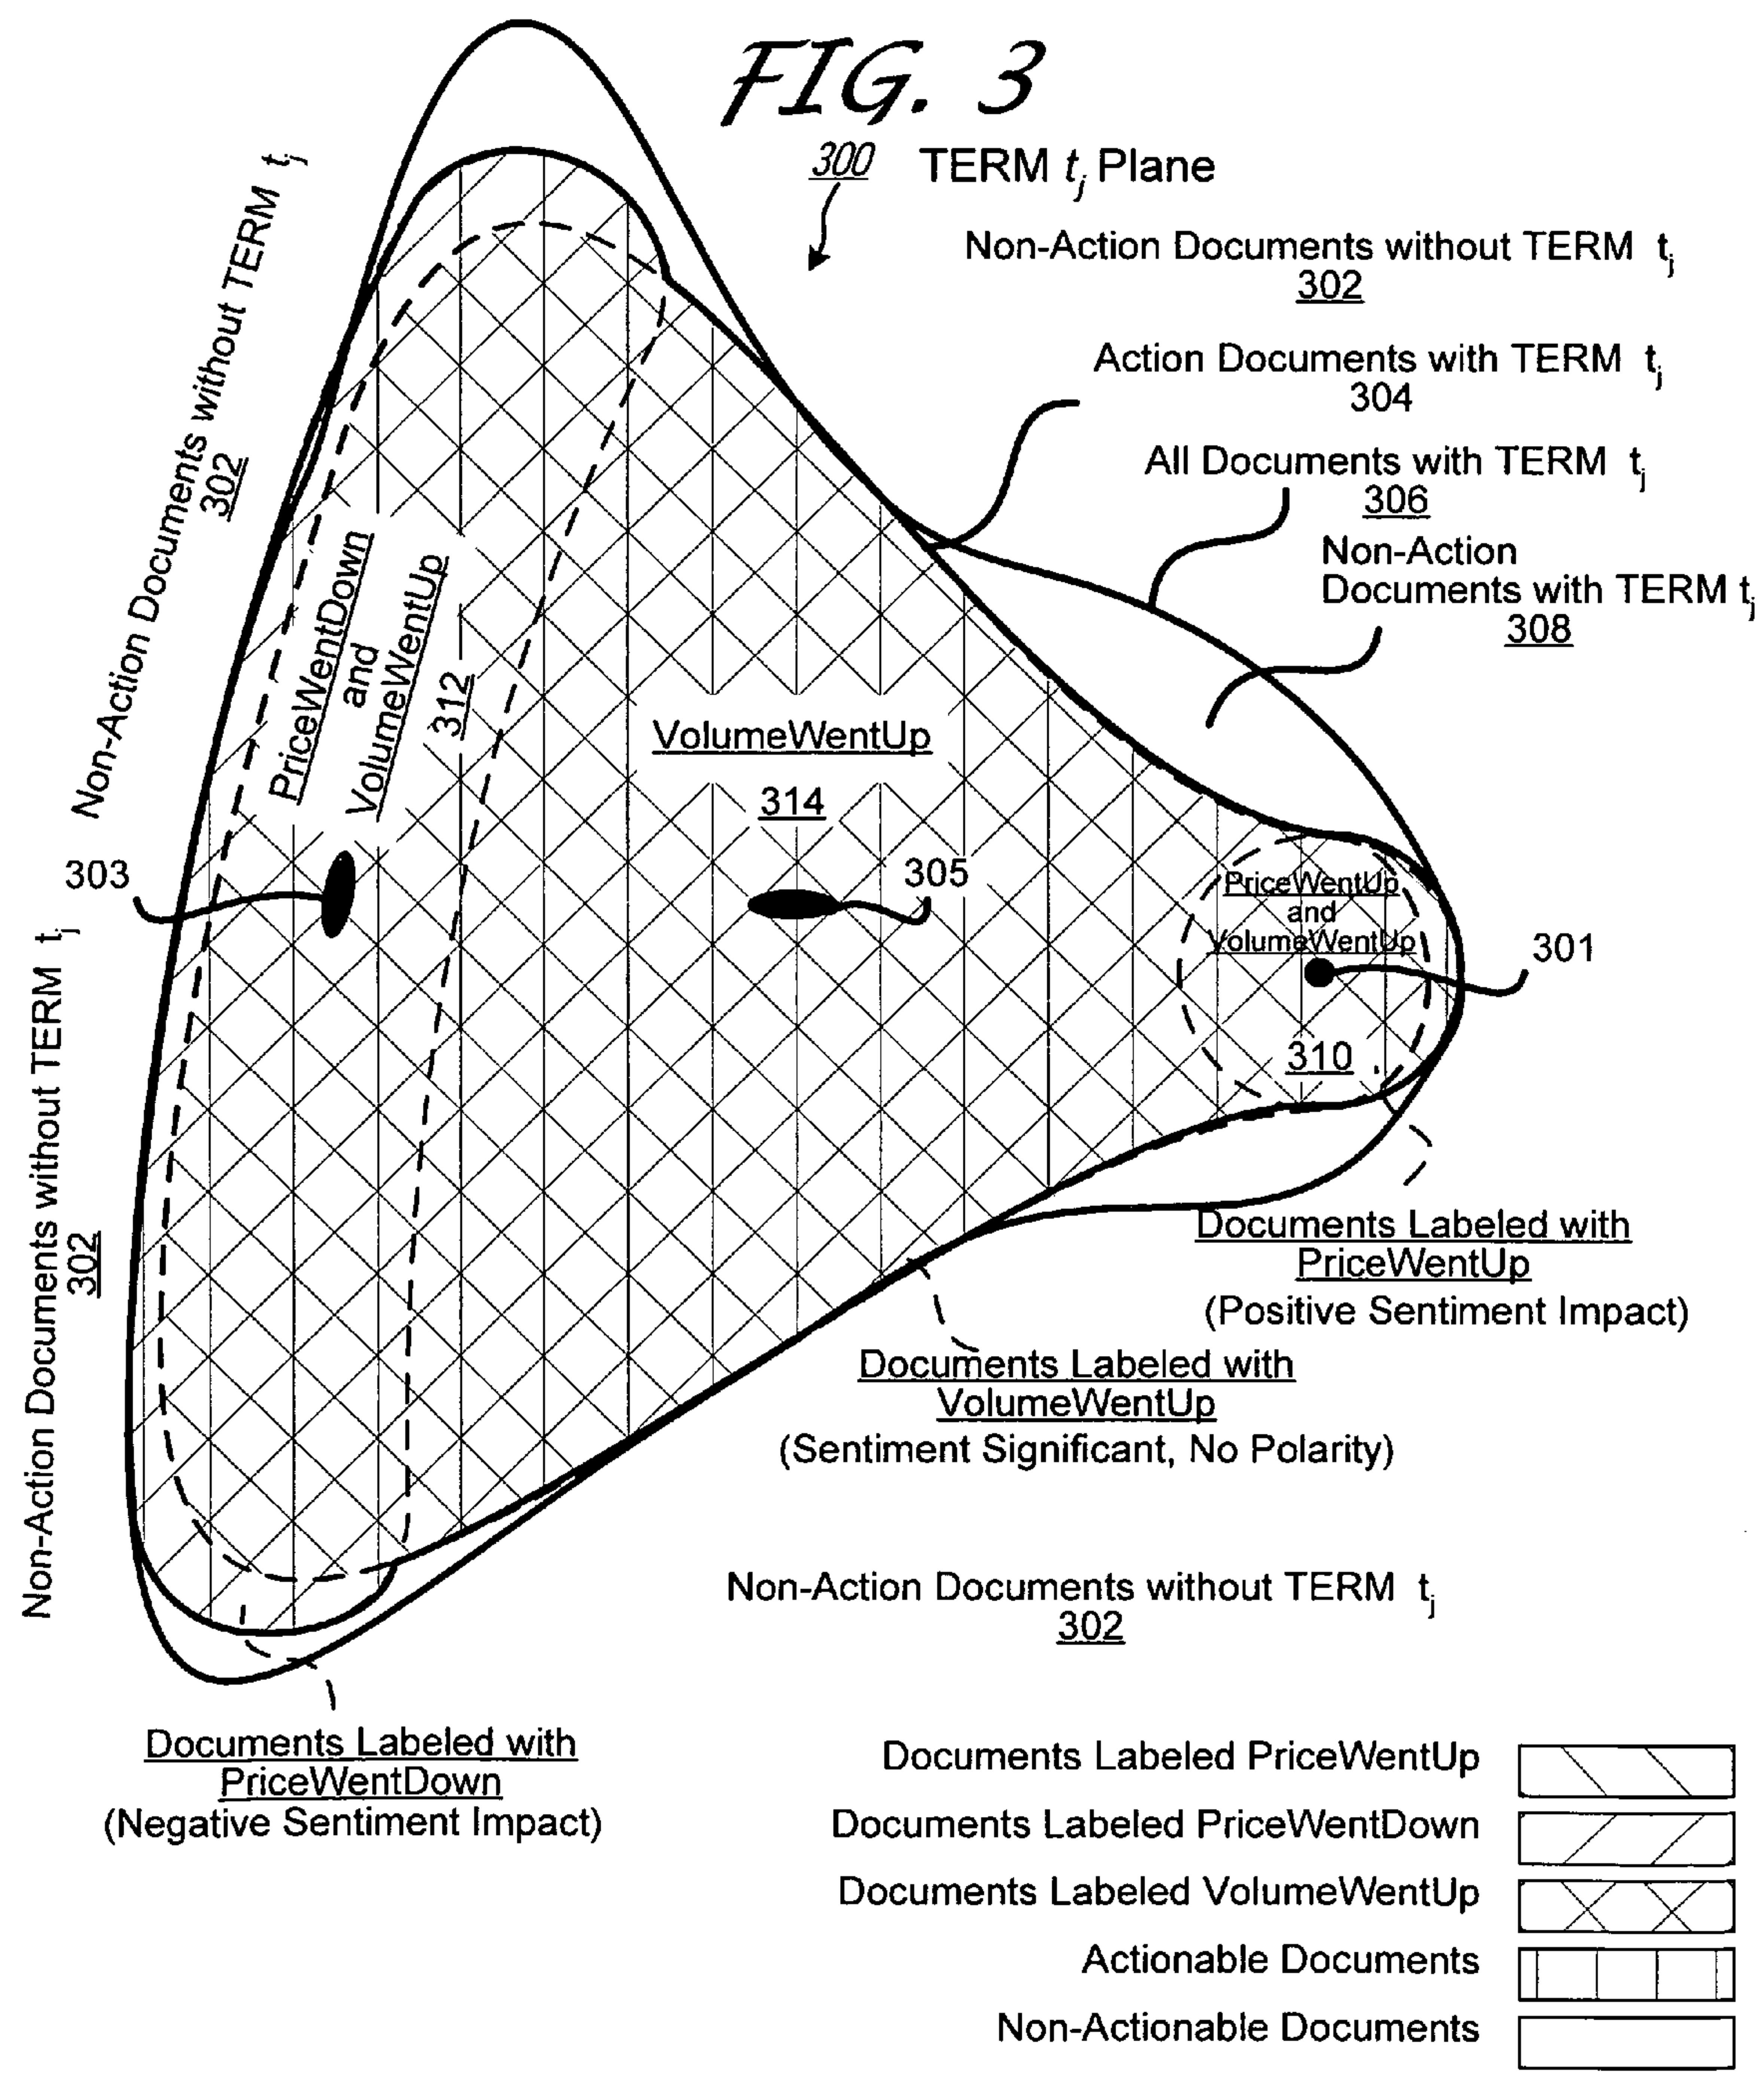 FIG. 3
300 TERM tj Plane
Non-Action Documents without TERM tj
302
Action Documents with TERM tj
304
All Documents with TERM tj
306
Non-Action
Documents with TERM tj
308
Non-Action Documents without TERM tj
302
PriceWentDown
and
VolumeWentUp
312
VolumeWentUp
314
303
305
PriceWentUp
and
VolumeWentUp
301
310
Non-Action Documents without TERM tj
302
Documents Labeled with
PriceWentUp
(Positive Sentiment Impact)
Documents Labeled with
VolumeWentUp
(Sentiment Significant, No Polarity)
Non-Action Documents without TERM tj
302
Documents Labeled with
PriceWentDown
(Negative Sentiment Impact)
Documents Labeled PriceWentUp
Documents Labeled PriceWentDown
Documents Labeled VolumeWentUp
Actionable Documents
Non-Actionable Documents